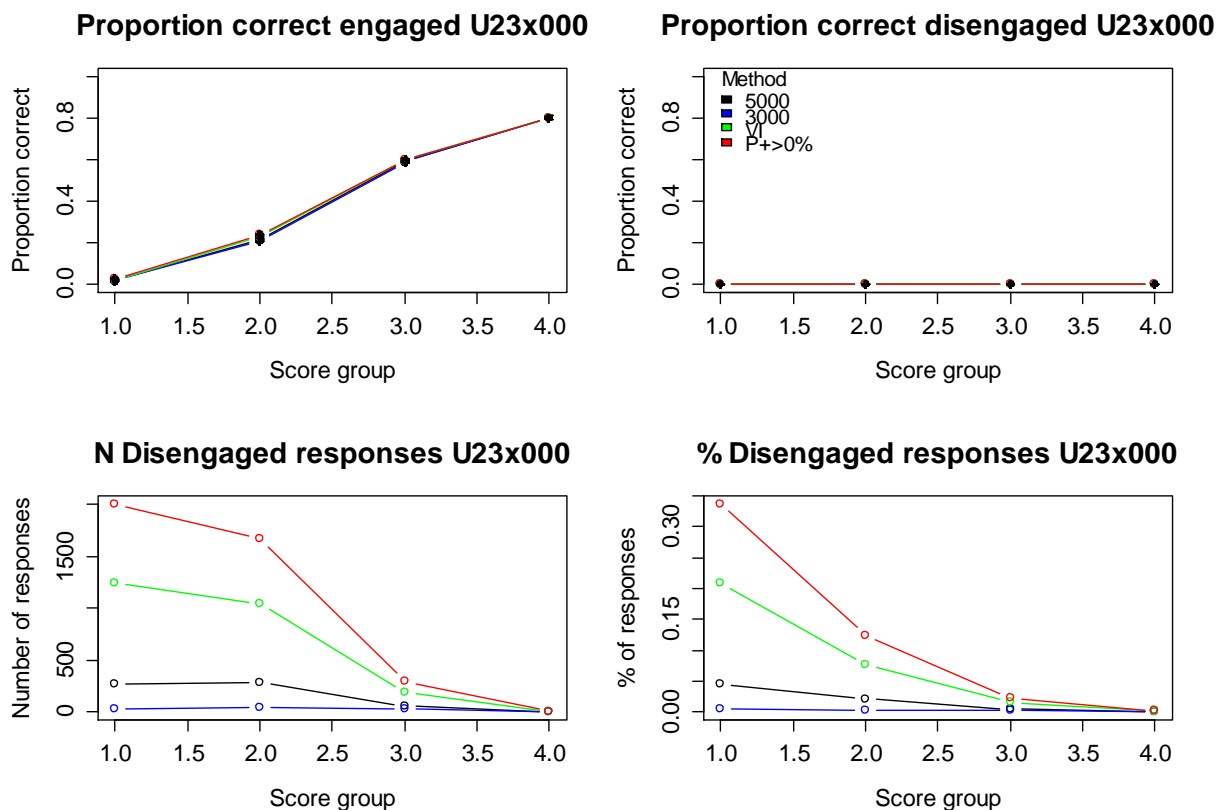 Proportion correct engaged U23x000
Proportion correct
0.0 0.4 0.8
1.0 1.5 2.0 2.5 3.0 3.5 4.0
Score group
Proportion correct disengaged U23x000
Method
5000
3000
VI
P+>0%
Proportion correct
0.0 0.4 0.8
1.0 1.5 2.0 2.5 3.0 3.5 4.0
Score group
N Disengaged responses U23x000
Number of responses
0 500 1500
1.0 1.5 2.0 2.5 3.0 3.5 4.0
Score group
% Disengaged responses U23x000
% of responses
0.00 0.15 0.30
1.0 1.5 2.0 2.5 3.0 3.5 4.0
Score group